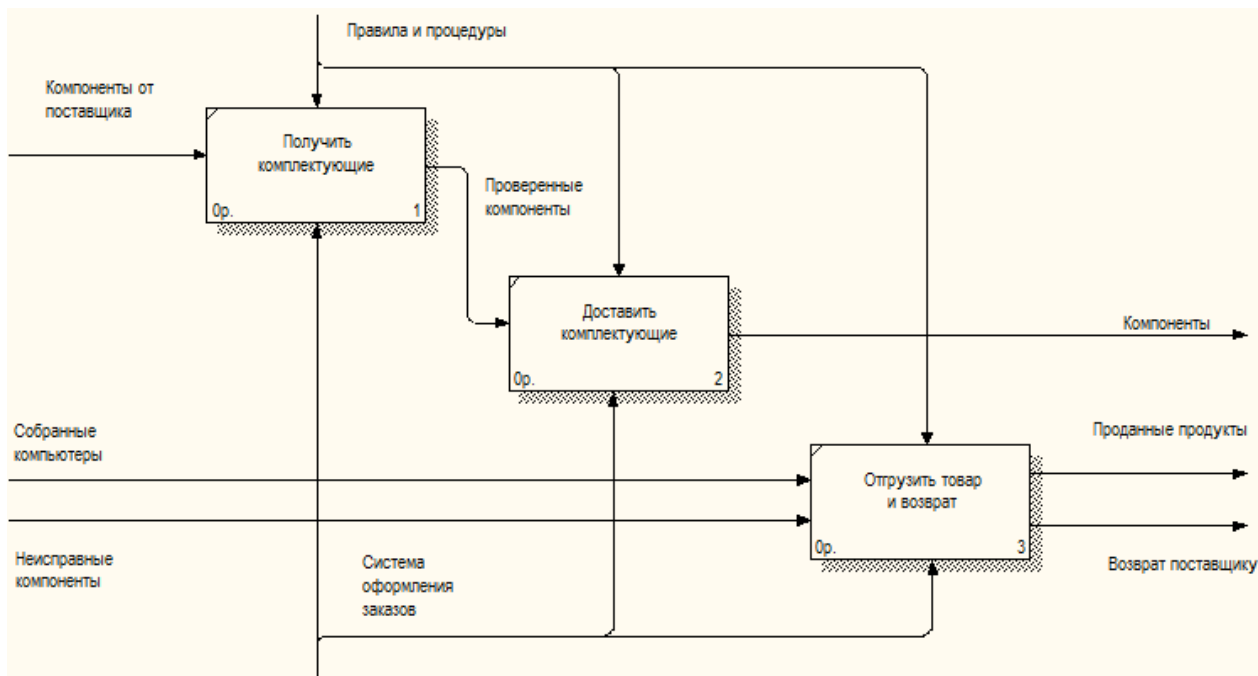 Правила и процедуры
Компоненты от
поставщика
Получить
комплектующие
0р.
1
Проверенные
компоненты
Доставить
комплектующие
0р.
2
Компоненты
Собранные
компьютеры
Проданные продукты
Отгрузить товар
и возврат
0р.
3
Неисправные
компоненты
Система
оформления
заказов
Возврат поставщику